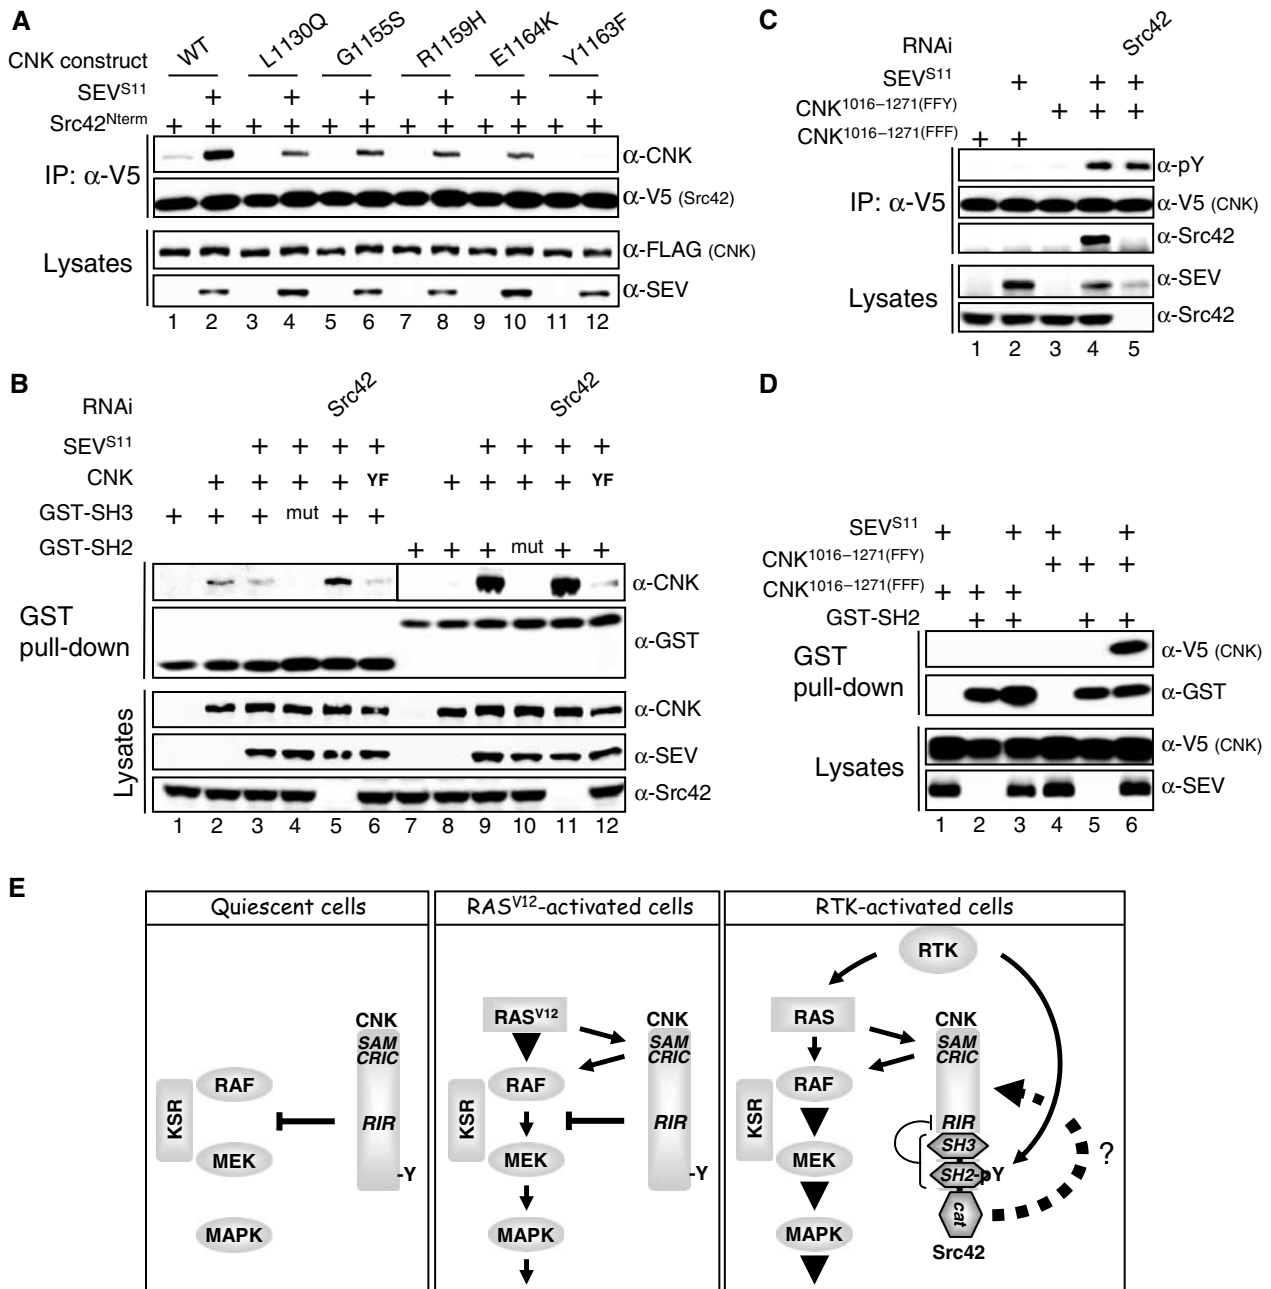 A
CNK construct WT L1130Q G1155S R1159H E1164K Y1163F
SEV^S11 + + + + + +
Src42^Nterm + + + + + + + + + + + +
IP: α-V5
α-CNK
α-V5 (Src42)
Lysates
α-FLAG (CNK)
α-SEV
1 2 3 4 5 6 7 8 9 10 11 12
B
RNAi Src42 Src42
SEV^S11 + + + + + + + +
CNK + + + + YF + + + + YF
GST-SH3 + + + mut + +
GST-SH2 + + + mut + +
GST
pull-down
α-CNK
α-GST
Lysates
α-CNK
α-SEV
α-Src42
1 2 3 4 5 6 7 8 9 10 11 12
C
RNAi Src42
SEV^S11 + + +
CNK^1016–1271(FFY) + + +
CNK^1016–1271(FFF) + +
IP: α-V5
α-pY
α-V5 (CNK)
α-Src42
Lysates
α-SEV
α-Src42
1 2 3 4 5
D
SEV^S11 + + + +
CNK^1016–1271(FFY) + + +
CNK^1016–1271(FFF) + + +
GST-SH2 + + + +
GST
pull-down
α-V5 (CNK)
α-GST
Lysates
α-V5 (CNK)
α-SEV
1 2 3 4 5 6
E
Quiescent cells
CNK
SAM
CRIC
RAF
KSR
RIR
MEK
-Y
MAPK
RAS^V12-activated cells
RAS^V12
CNK
SAM
CRIC
RAF
KSR
RIR
MEK
-Y
MAPK
RTK-activated cells
RTK
RAS
CNK
SAM
CRIC
RAF
KSR
RIR
SH3
MEK
SH2-pY
?
cat
MAPK
Src42